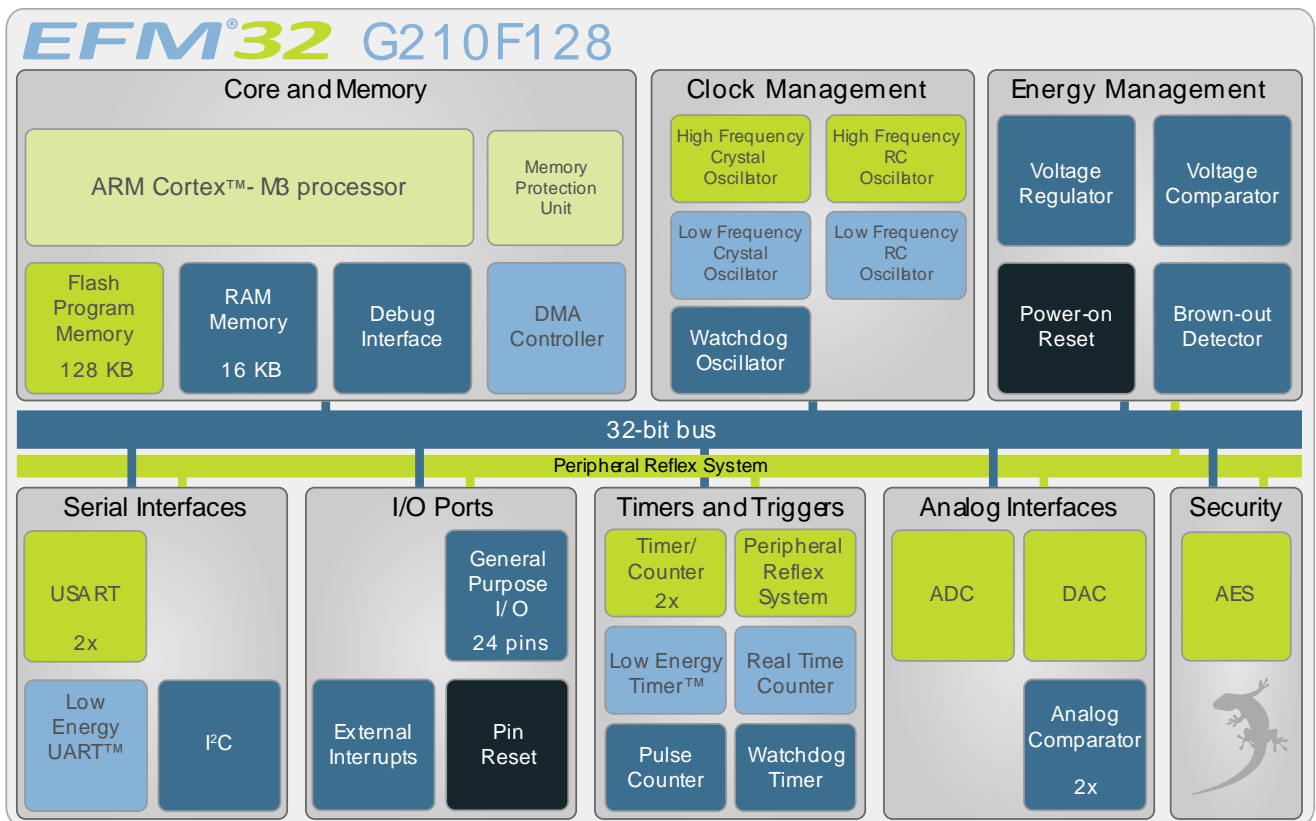 EFM®32 G210F128
Core and Memory
ARM Cortex™- M3 processor
Memory
Protection
Unit
Flash
Program
Memory
128 KB
RAM
Memory
16 KB
Debug
Interface
DMA
Controller
Clock Management
High Frequency
Crystal
Oscillator
High Frequency
RC
Oscillator
Low Frequency
Crystal
Oscillator
Low Frequency
RC
Oscillator
Watchdog
Oscillator
Energy Management
Voltage
Regulator
Voltage
Comparator
Power-on
Reset
Brown-out
Detector
32-bit bus
Peripheral Reflex System
Serial Interfaces
USART
2x
Low
Energy
UART™
I²C
I/O Ports
General
Purpose
I/O
24 pins
External
Interrupts
Pin
Reset
Timers and Triggers
Timer/
Counter
2x
Peripheral
Reflex
System
Low Energy
Timer™
Real Time
Counter
Pulse
Counter
Watchdog
Timer
Analog Interfaces
ADC
DAC
Analog
Comparator
2x
Security
AES